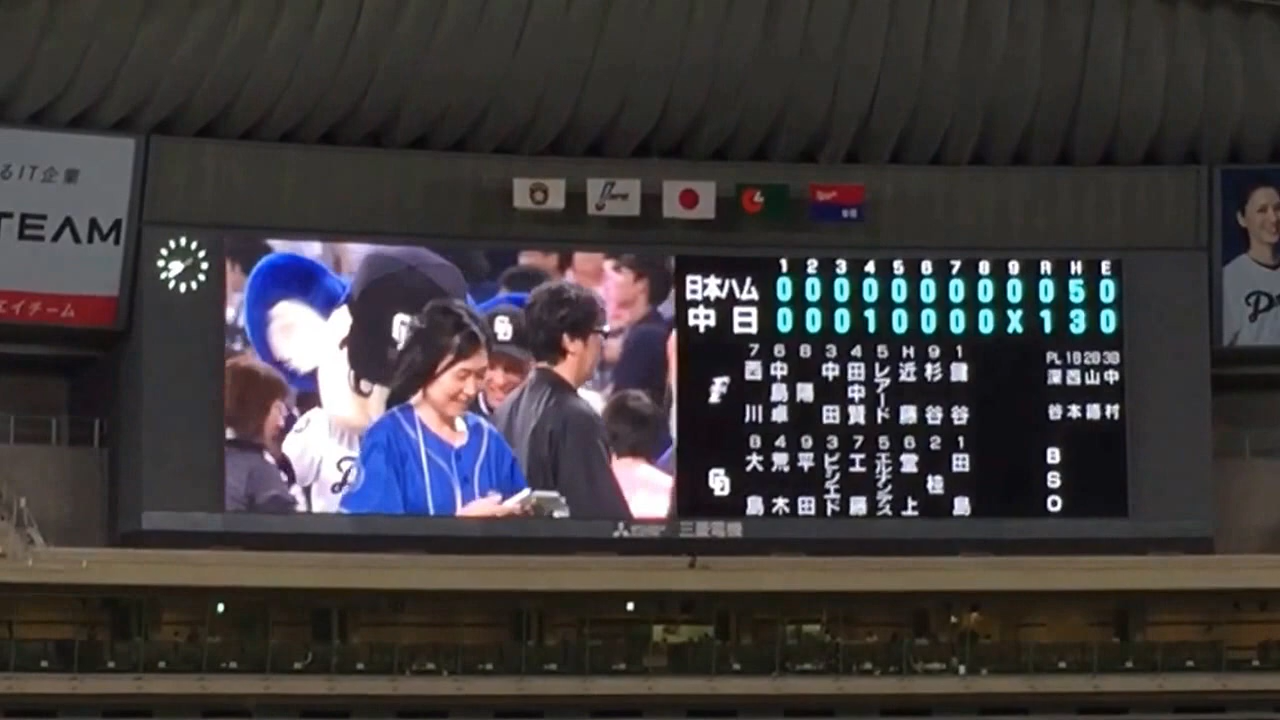 るIT企業
TEAM
エイチーム
1 2 3 4 5 6 7 8 9 R H E
日本ハム 0 0 0 0 0 0 0 0 0 0 5 0
中日 0 0 0 1 0 0 0 0 X 1 3 0
7 6 8 3 4 5 H 9 1
西川 中島卓 陽 中田 田中賢 レアード 近藤 杉谷 鍵谷
PL 1B 2B 3B
深谷 西本 山路 中村
8 4 9 3 7 5 6 2 1
大島 荒木 平田 ビシエド 工藤 エルナンデス 堂上 桂 田島
B
S
O
三菱電機